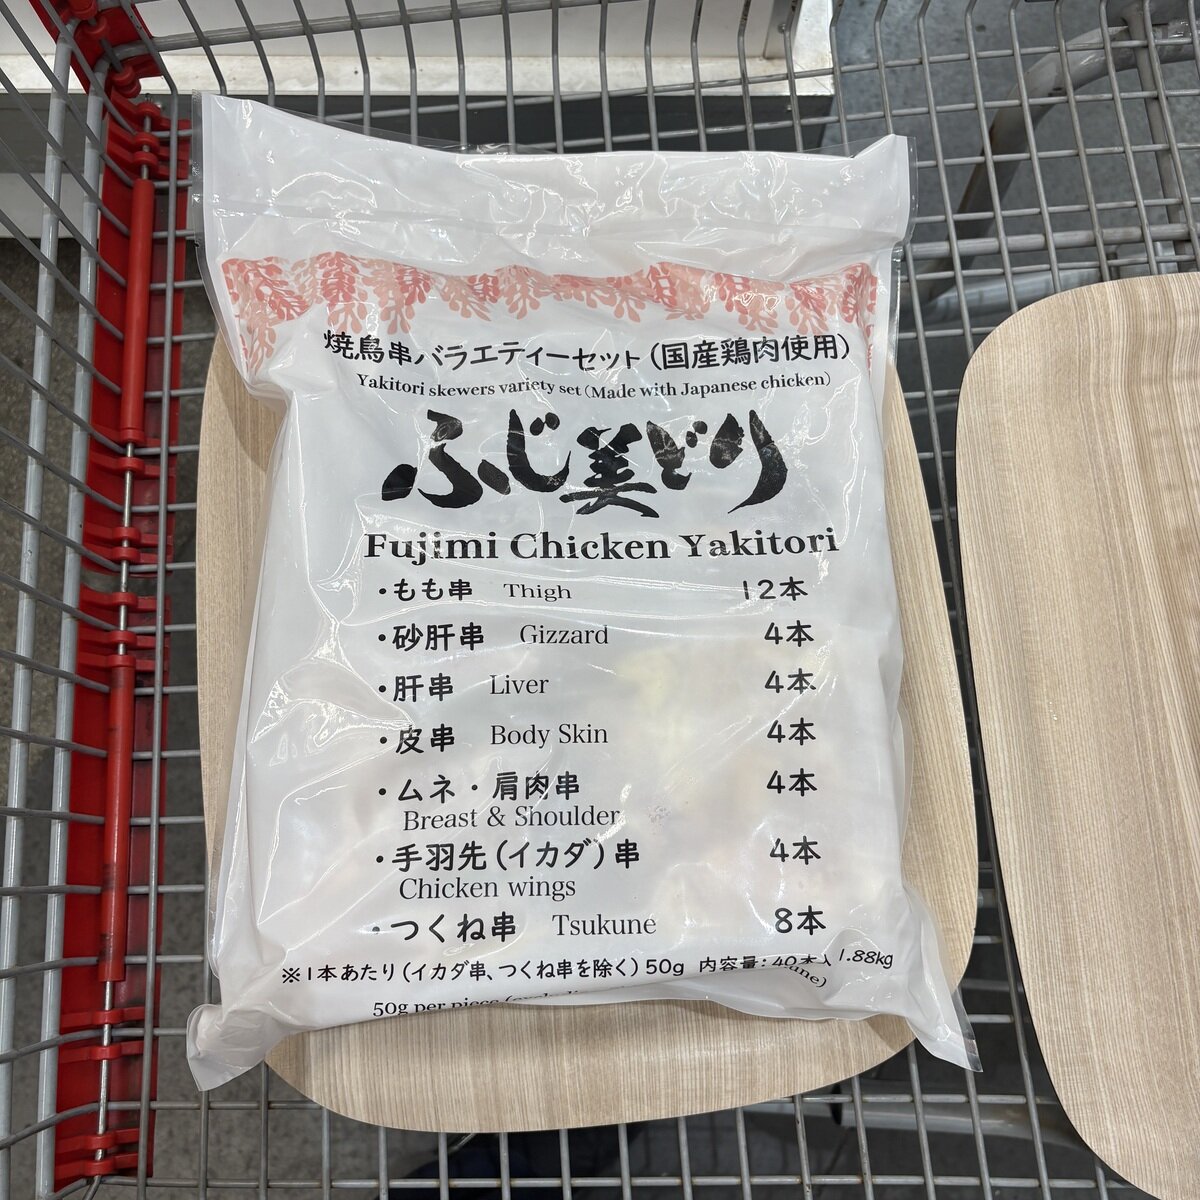 焼鳥串バラエティーセット(国産鶏肉使用)
Yakitori skewers variety set (Made with Japanese chicken)
ふじ美どり
Fujimi Chicken Yakitori
・もも串 Thigh 12本
・砂肝串 Gizzard 4本
・肝串 Liver 4本
・皮串 Body Skin 4本
・ムネ・肩肉串 4本
Breast & Shoulder
・手羽先(イカダ)串 4本
Chicken wings
・つくね串 Tsukune 8本
※1本あたり(イカダ串、つくね串を除く)50g 内容量:40本入 1.88kg
50g per piece